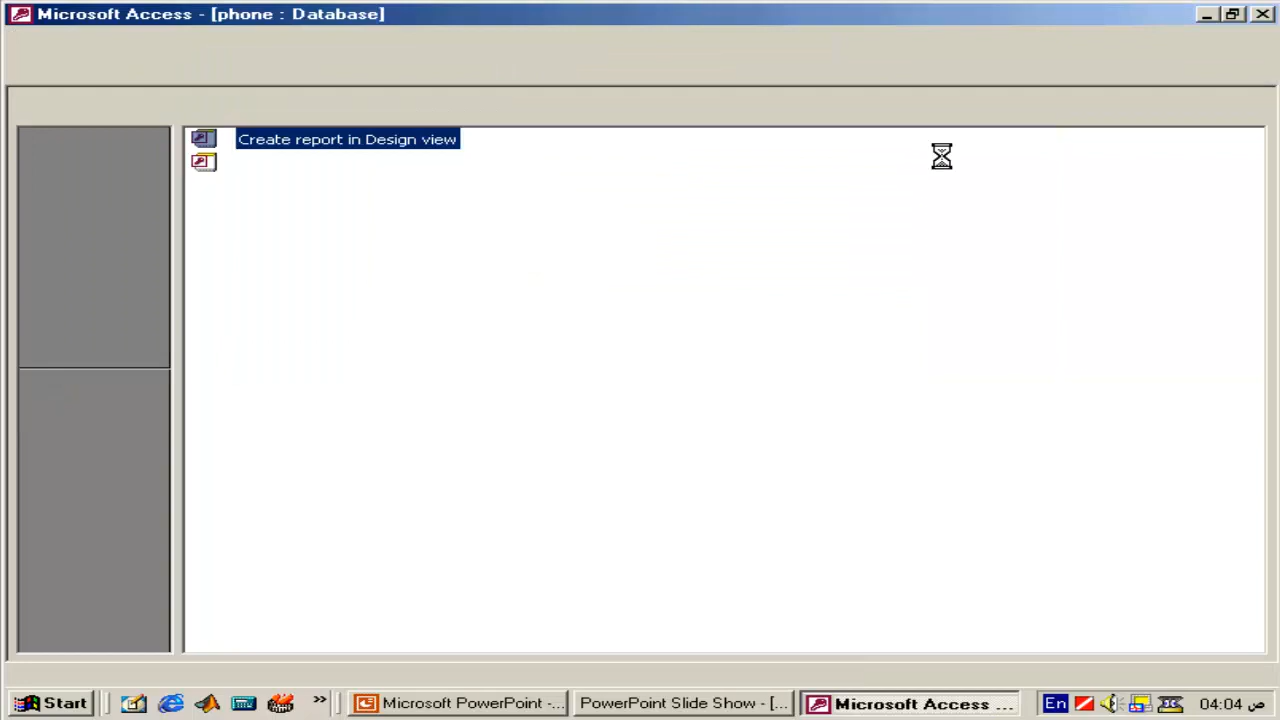 Microsoft Access - [phone : Database]
Create report in Design view
Start
»
Microsoft PowerPoint -...
PowerPoint Slide Show - [...
Microsoft Access ...
En
04:04 ص